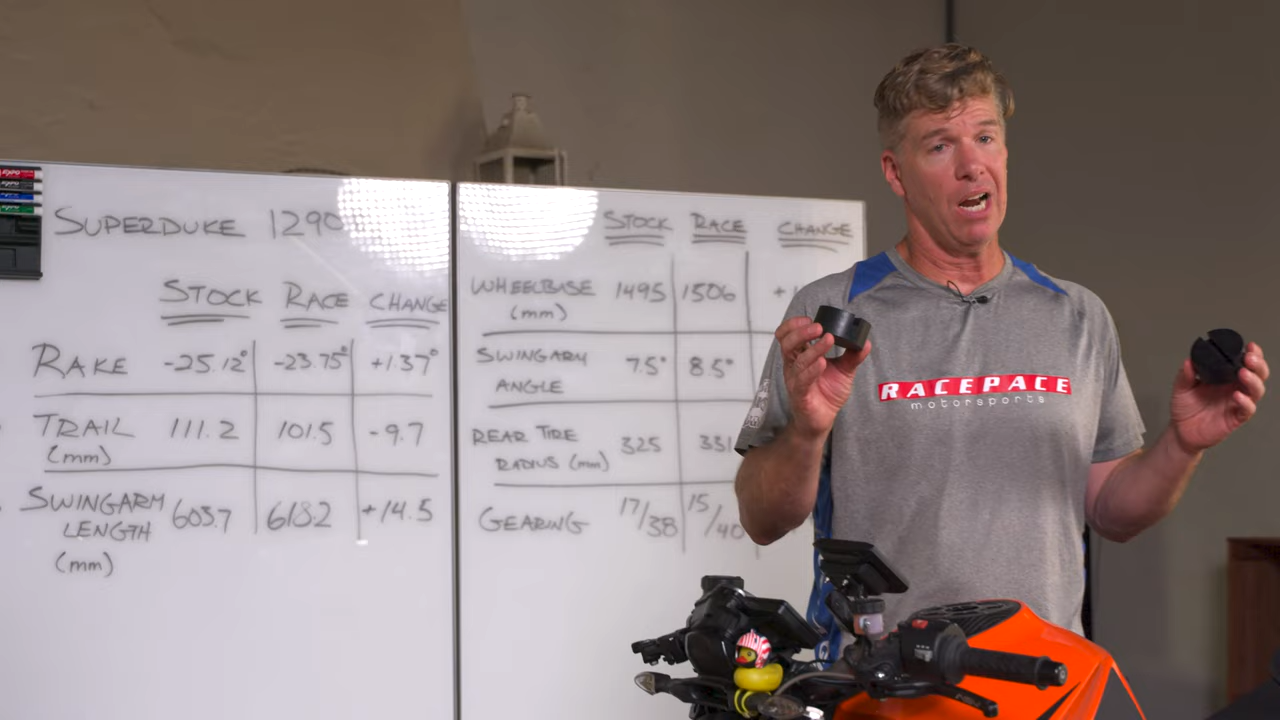 SUPERDUKE 1290
STOCK RACE CHANGE
RAKE -25.12° -23.75° +1.37°
TRAIL (mm) 111.2 101.5 -9.7
SWINGARM LENGTH (mm) 603.7 618.2 +14.5
STOCK RACE CHANGE
WHEELBASE (mm) 1495 1506
SWINGARM ANGLE 7.5° 8.5°
REAR TIRE RADIUS (mm) 325 331
GEARING 17/38 15/40
RACEPACE
motorsports